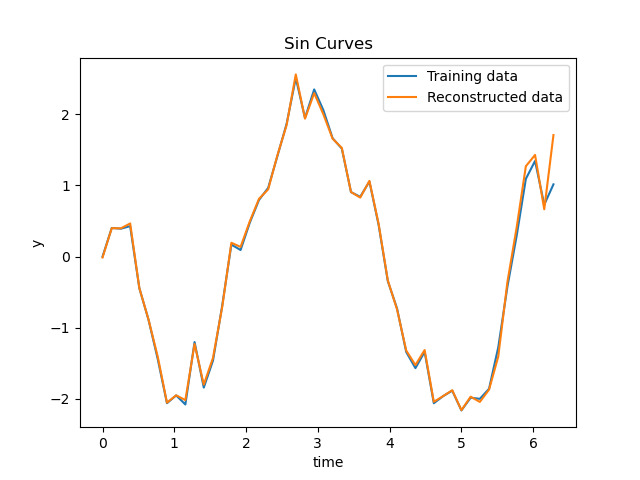 Sin Curves
Training data
Reconstructed data
y
2
1
0
−1
−2
0 1 2 3 4 5 6
time